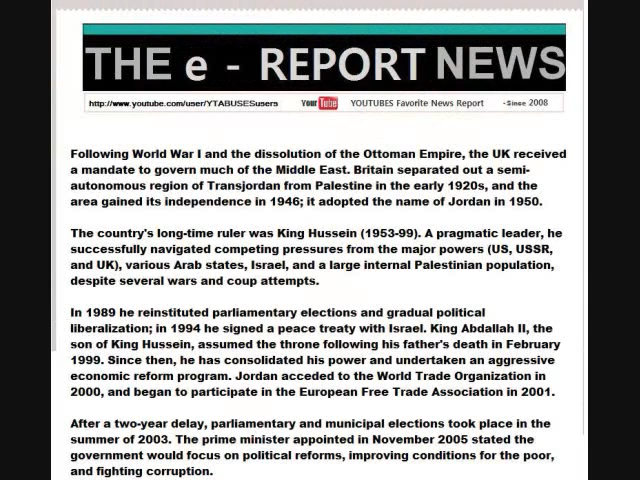 THE e - REPORT NEWS
http://www.youtube.com/user/YTABUSESusers YouTube YOUTUBES Favorite News Report - Since 2008
Following World War I and the dissolution of the Ottoman Empire, the UK received
a mandate to govern much of the Middle East. Britain separated out a semi-
autonomous region of Transjordan from Palestine in the early 1920s, and the
area gained its independence in 1946; it adopted the name of Jordan in 1950.
The country's long-time ruler was King Hussein (1953-99). A pragmatic leader, he
successfully navigated competing pressures from the major powers (US, USSR,
and UK), various Arab states, Israel, and a large internal Palestinian population,
despite several wars and coup attempts.
In 1989 he reinstituted parliamentary elections and gradual political
liberalization; in 1994 he signed a peace treaty with Israel. King Abdallah II, the
son of King Hussein, assumed the throne following his father's death in February
1999. Since then, he has consolidated his power and undertaken an aggressive
economic reform program. Jordan acceded to the World Trade Organization in
2000, and began to participate in the European Free Trade Association in 2001.
After a two-year delay, parliamentary and municipal elections took place in the
summer of 2003. The prime minister appointed in November 2005 stated the
government would focus on political reforms, improving conditions for the poor,
and fighting corruption.